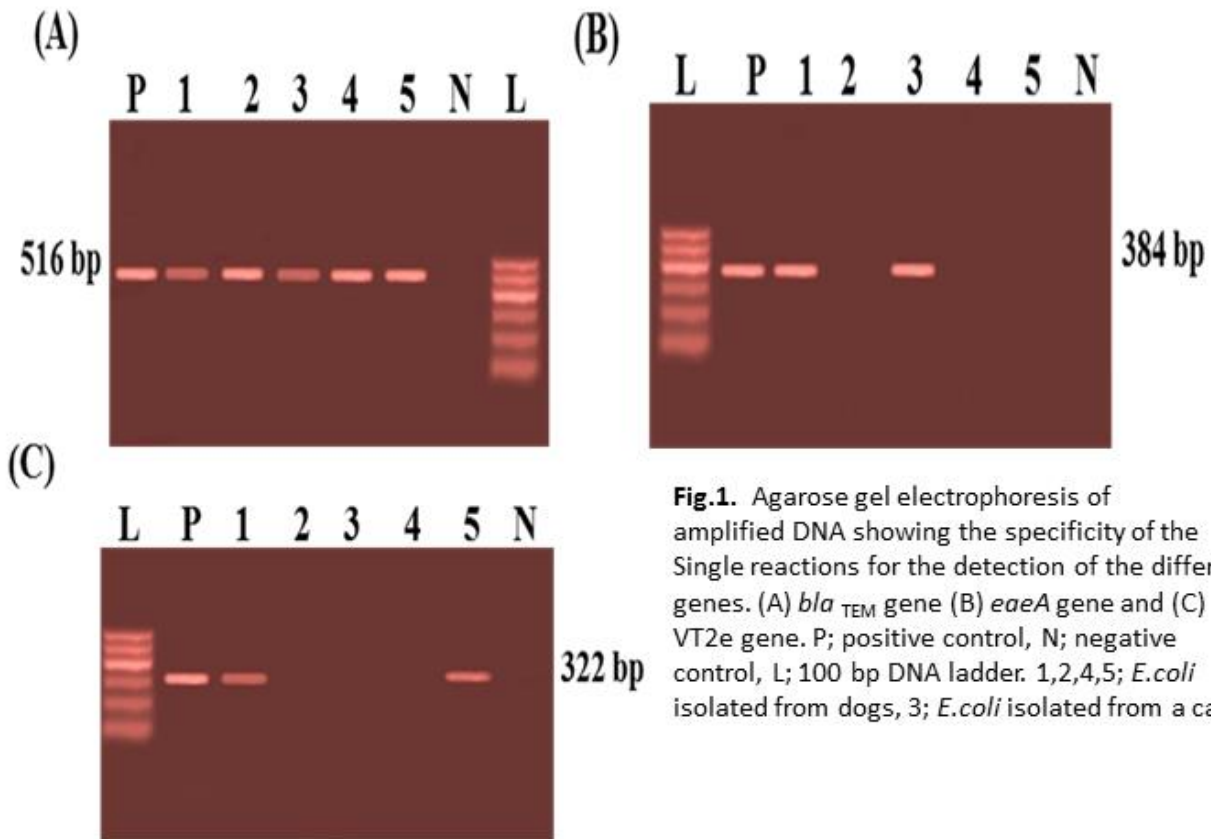 (A)
P 1 2 3 4 5 N L
516 bp
(B)
L P 1 2 3 4 5 N
384 bp
(C)
L P 1 2 3 4 5 N
322 bp
Fig.1. Agarose gel electrophoresis of
amplified DNA showing the specificity of the
Single reactions for the detection of the differ
genes. (A) bla TEM gene (B) eaeA gene and (C)
VT2e gene. P; positive control, N; negative
control, L; 100 bp DNA ladder. 1,2,4,5; E.coli
isolated from dogs, 3; E.coli isolated from a ca